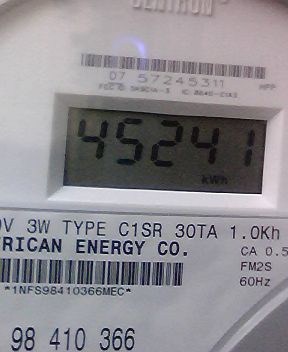 CENTRON
07 57245311
45241
kWh
V 3W TYPE C1SR 30TA 1.0Kh
RICAN ENERGY CO.
CA 0.5
FM2S
60Hz
*1NFS98410366MEC*
98 410 366